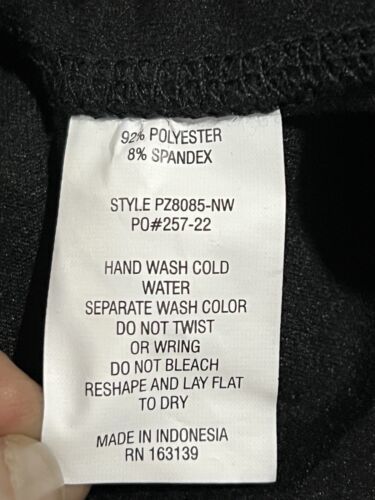 92% POLYESTER
8% SPANDEX
STYLE PZ8085-NW
PO#257-22
HAND WASH COLD
WATER
SEPARATE WASH COLOR
DO NOT TWIST
OR WRING
DO NOT BLEACH
RESHAPE AND LAY FLAT
TO DRY
MADE IN INDONESIA
RN 163139